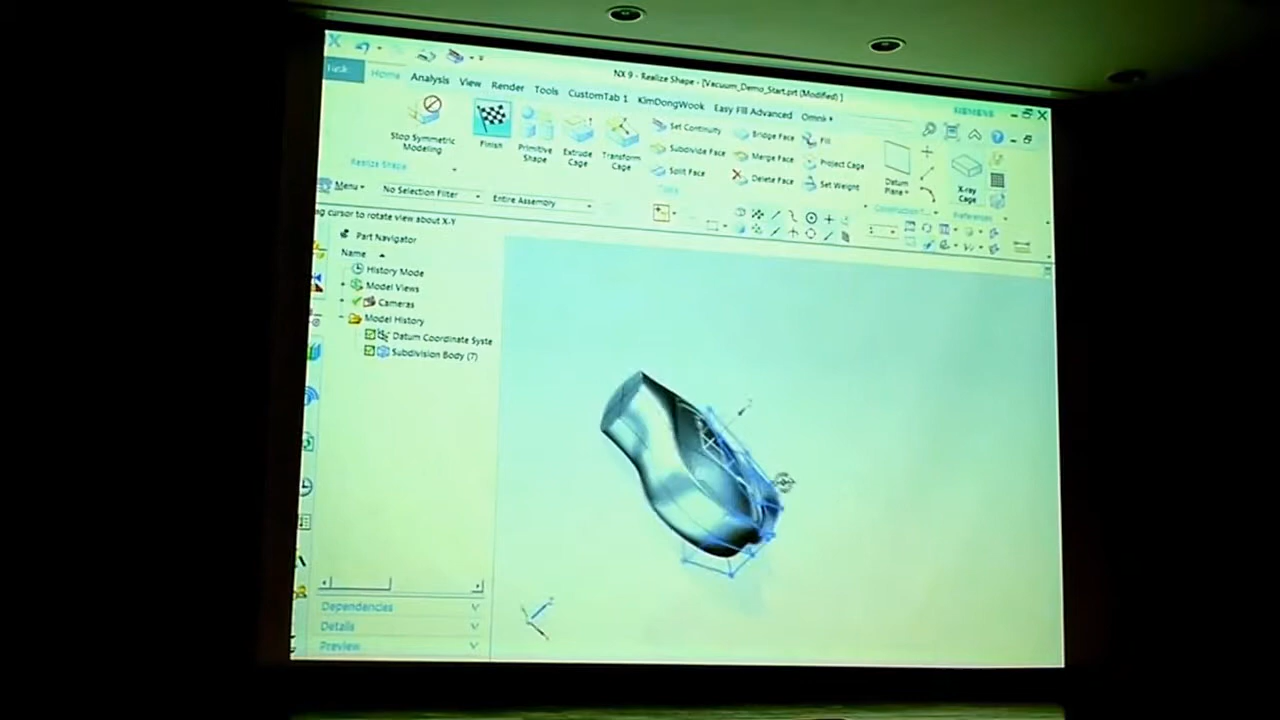 NX 9 - Realize Shape - [Vacuum_Demo_Start.prt (Modified) ]
SIEMENS
Home Analysis View Render Tools CustomTab 1 KimDongWook Easy Fill Advanced
Stop Symmetric
Modeling
Finish
Primitive
Shape
Extrude
Cage
Transform
Cage
Set Continuity
Subdivide Face
Split Face
Bridge Face
Merge Face
Delete Face
Fill
Project Cage
Set Weight
Datum
Plane
X-ray
Cage
Realize Shape
Preferences
Menu
No Selection Filter
Entire Assembly
cursor to rotate view about X-Y
Part Navigator
Name
History Mode
Model Views
Cameras
Model History
Datum Coordinate Syste
Subdivision Body (7)
Dependencies
Details
Preview